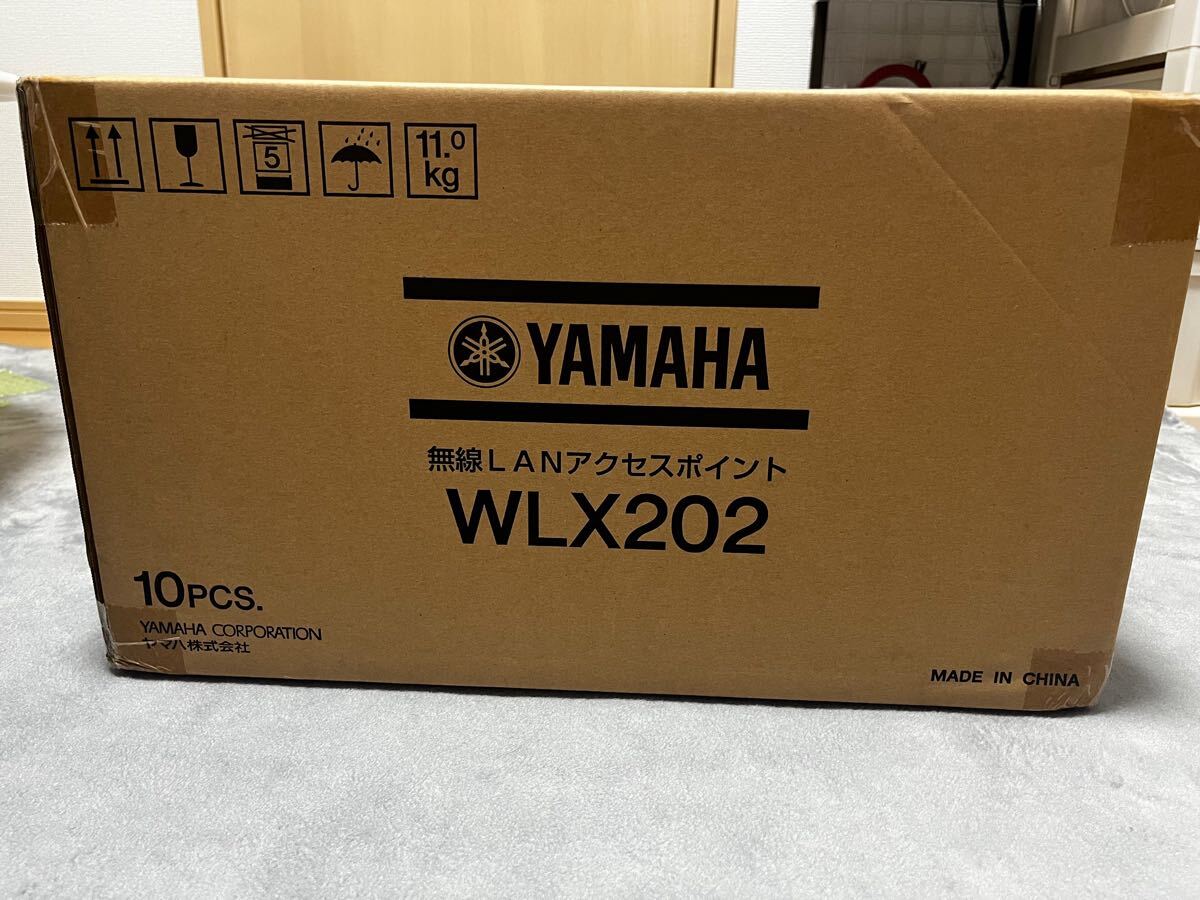 5
11.0
kg
YAMAHA
無線LANアクセスポイント
WLX202
10PCS.
YAMAHA CORPORATION
ヤマハ株式会社
MADE IN CHINA